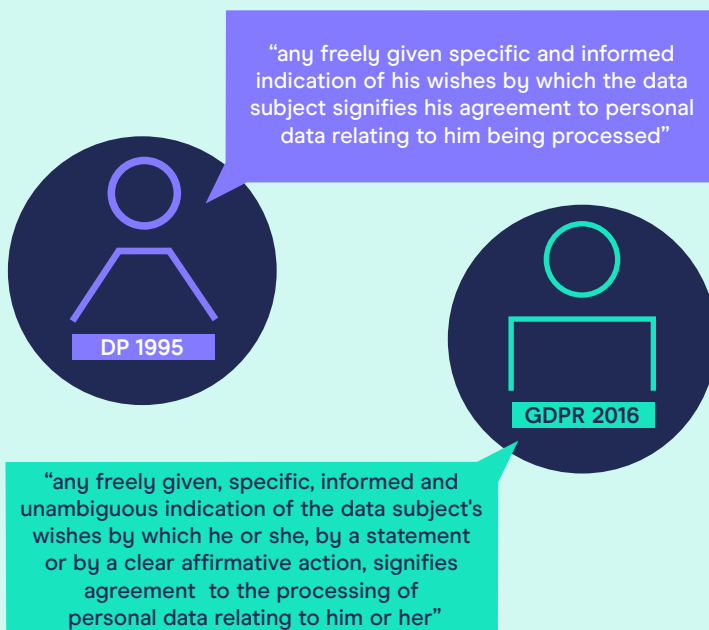 “any freely given specific and informed
indication of his wishes by which the data
subject signifies his agreement to personal
data relating to him being processed”
DP 1995
GDPR 2016
“any freely given, specific, informed and
unambiguous indication of the data subject's
wishes by which he or she, by a statement
or by a clear affirmative action, signifies
agreement to the processing of
personal data relating to him or her”